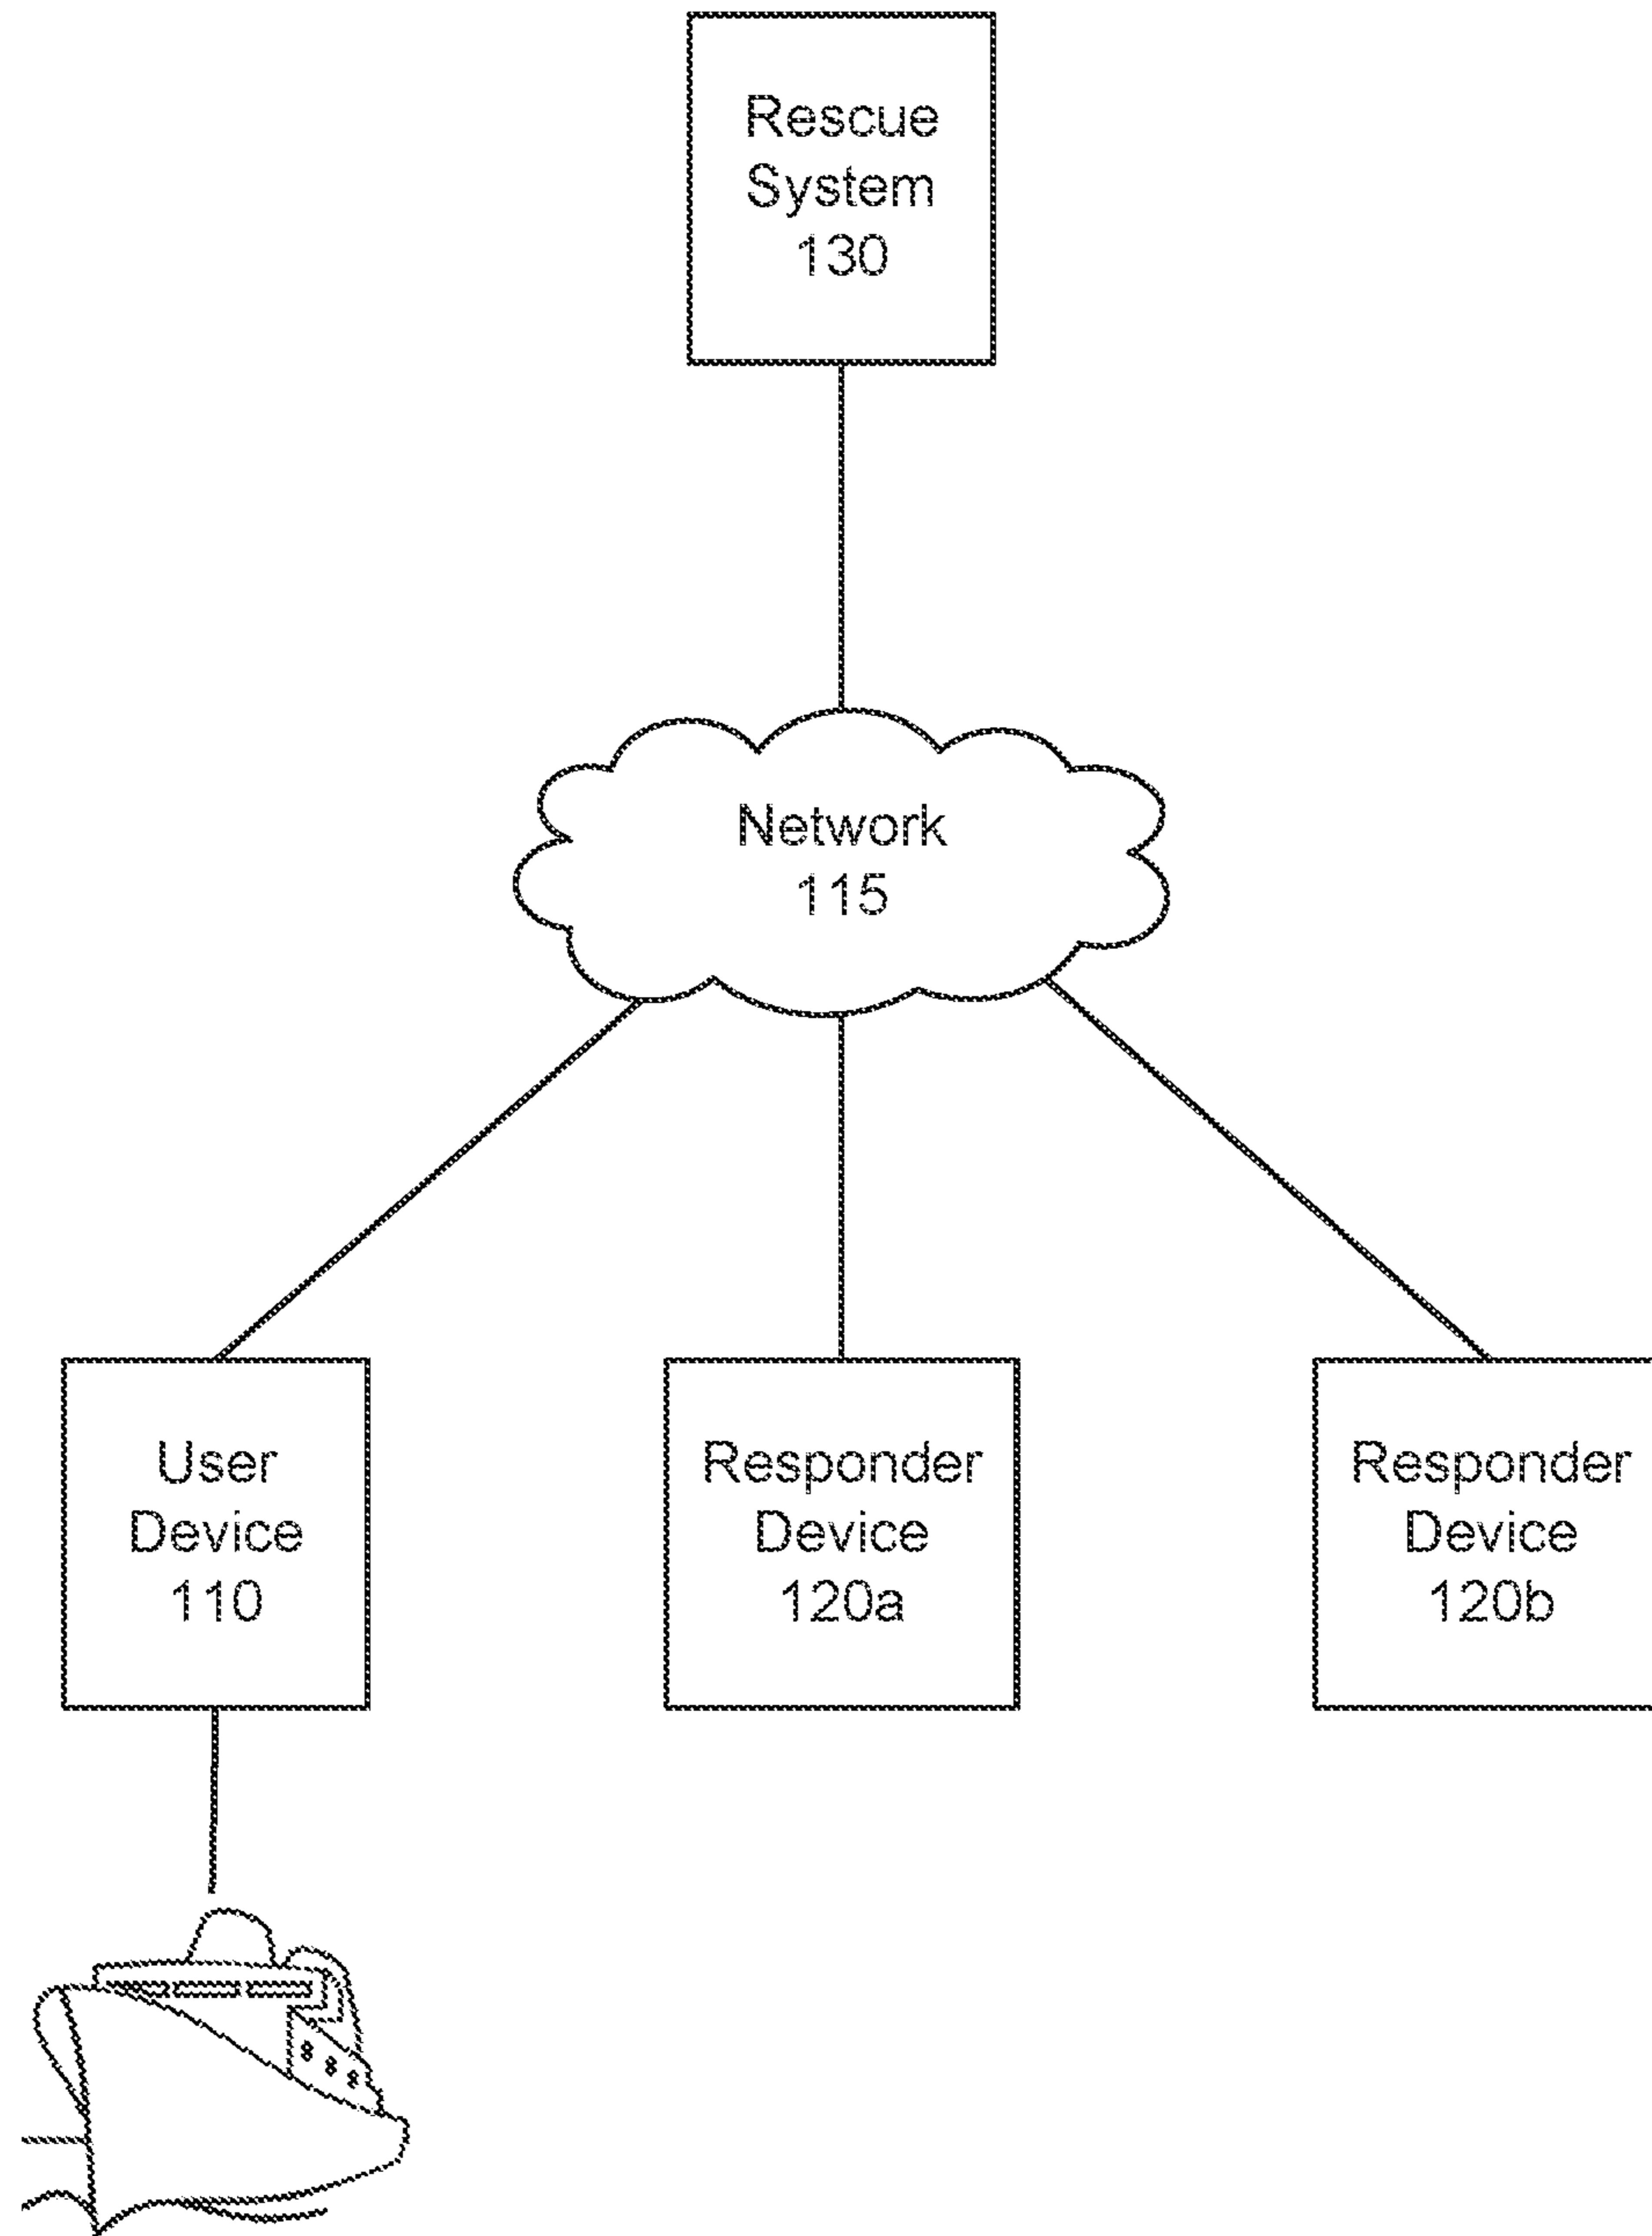 Rescue
System
130
Network
115
User
Device
110
Responder
Device
120a
Responder
Device
120b